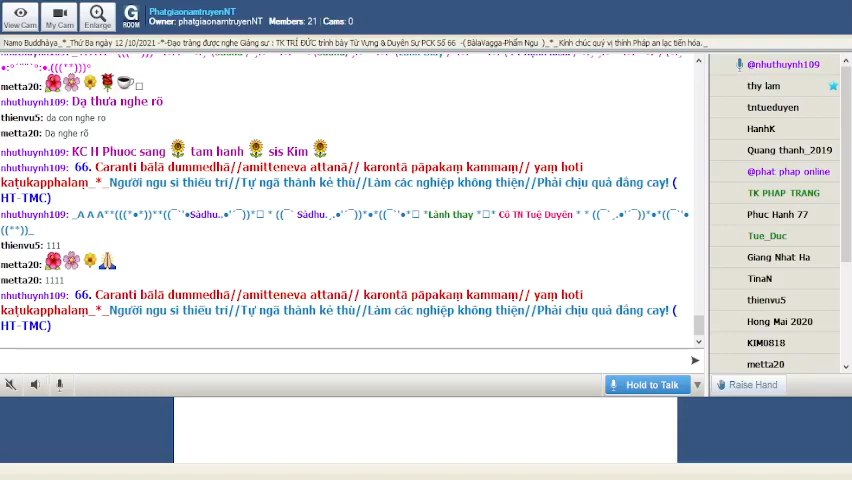 View Cam
My Cam
Enlarge
G
ROOM
PhatgiaonamtruyenNT
Owner: phatgiaonamtruyenNT Members: 21 | Cams: 0
Namo Buddhàya _*_Thứ Ba ngày 12 /10/2021 -*-Đạo tràng được nghe Giảng sư : TK TRÍ ĐỨC trình bày Từ Vựng & Duyên Sự PCK Số 66 -( BālaVagga-Phẩm Ngu )_*_ Kính chúc quý vị thính Pháp an lạc tiến hóa._
metta20:
nhuthuynh109: Dạ thưa nghe rõ
thienvu5: da con nghe ro
metta20: Dạ nghe rõ
nhuthuynh109: KC H Phuoc sang tam hanh sis Kim
nhuthuynh109: 66. Caranti bālā dummedhā//amitteneva attanā// karontā pāpakaṃ kammaṃ// yaṃ hoti
kaṭukapphalaṃ_*_Người ngu si thiếu trí//Tự ngã thành kẻ thù//Làm các nghiệp không thiện//Phải chịu quả đắng cay! (
HT-TMC)
nhuthuynh109: _A A A**(((*●*))**((¯`'●Sàdhu..●'´¯))*●*□ * ((¯` Sàdhu.¸.●'´¯))*●*((¯`'●*□ *Lành thay *□* Cô TN Tuệ Duyên * * ((¯`¸.●'´¯))*●*((¯`'●
((**))_
thienvu5: 111
metta20:
metta20: 1111
nhuthuynh109: 66. Caranti bālā dummedhā//amitteneva attanā// karontā pāpakaṃ kammaṃ// yaṃ hoti
kaṭukapphalaṃ_*_Người ngu si thiếu trí//Tự ngã thành kẻ thù//Làm các nghiệp không thiện//Phải chịu quả đắng cay! (
HT-TMC)
Hold to Talk
@nhuthuynh109
thy lam
tntueduyen
HanhK
Quang thanh_2019
@phat phap online
TK PHAP TRANG
Phuc Hanh 77
Tue_Duc
Giang Nhat Ha
TinaN
thienvu5
Hong Mai 2020
KIM0818
metta20
Raise Hand